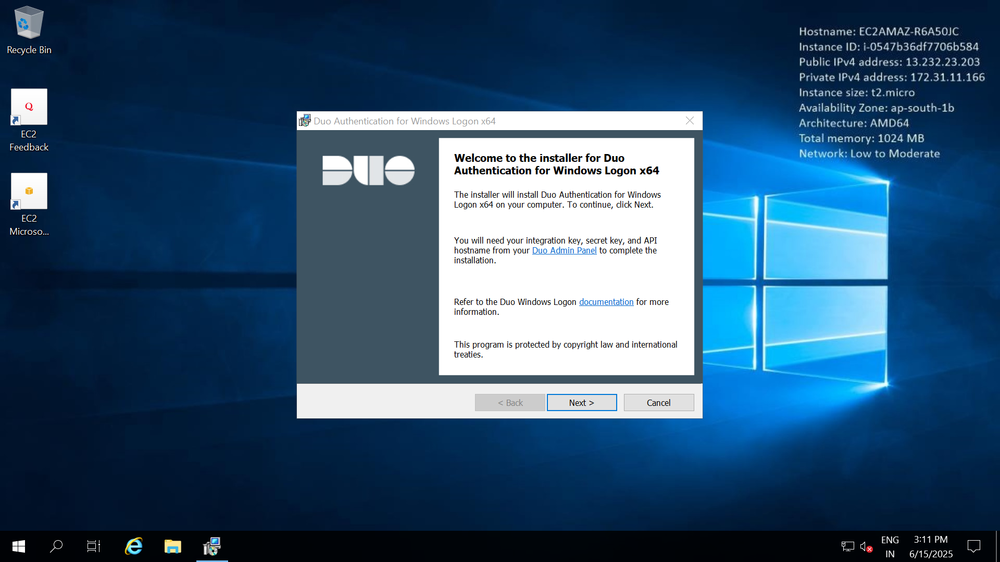 Recycle Bin
Q
EC2
Feedback
EC2
Microso...
Hostname: EC2AMAZ-R6A50JC
Instance ID: i-0547b36df7706b584
Public IPv4 address: 13.232.23.203
Private IPv4 address: 172.31.11.166
Instance size: t2.micro
Availability Zone: ap-south-1b
Architecture: AMD64
Total memory: 1024 MB
Network: Low to Moderate
Duo Authentication for Windows Logon x64
DUO
Welcome to the installer for Duo
Authentication for Windows Logon x64
The installer will install Duo Authentication for Windows
Logon x64 on your computer. To continue, click Next.
You will need your integration key, secret key, and API
hostname from your Duo Admin Panel to complete the
installation.
Refer to the Duo Windows Logon documentation for more
information.
This program is protected by copyright law and international
treaties.
< Back
Next >
Cancel
ENG
IN
3:11 PM
6/15/2025